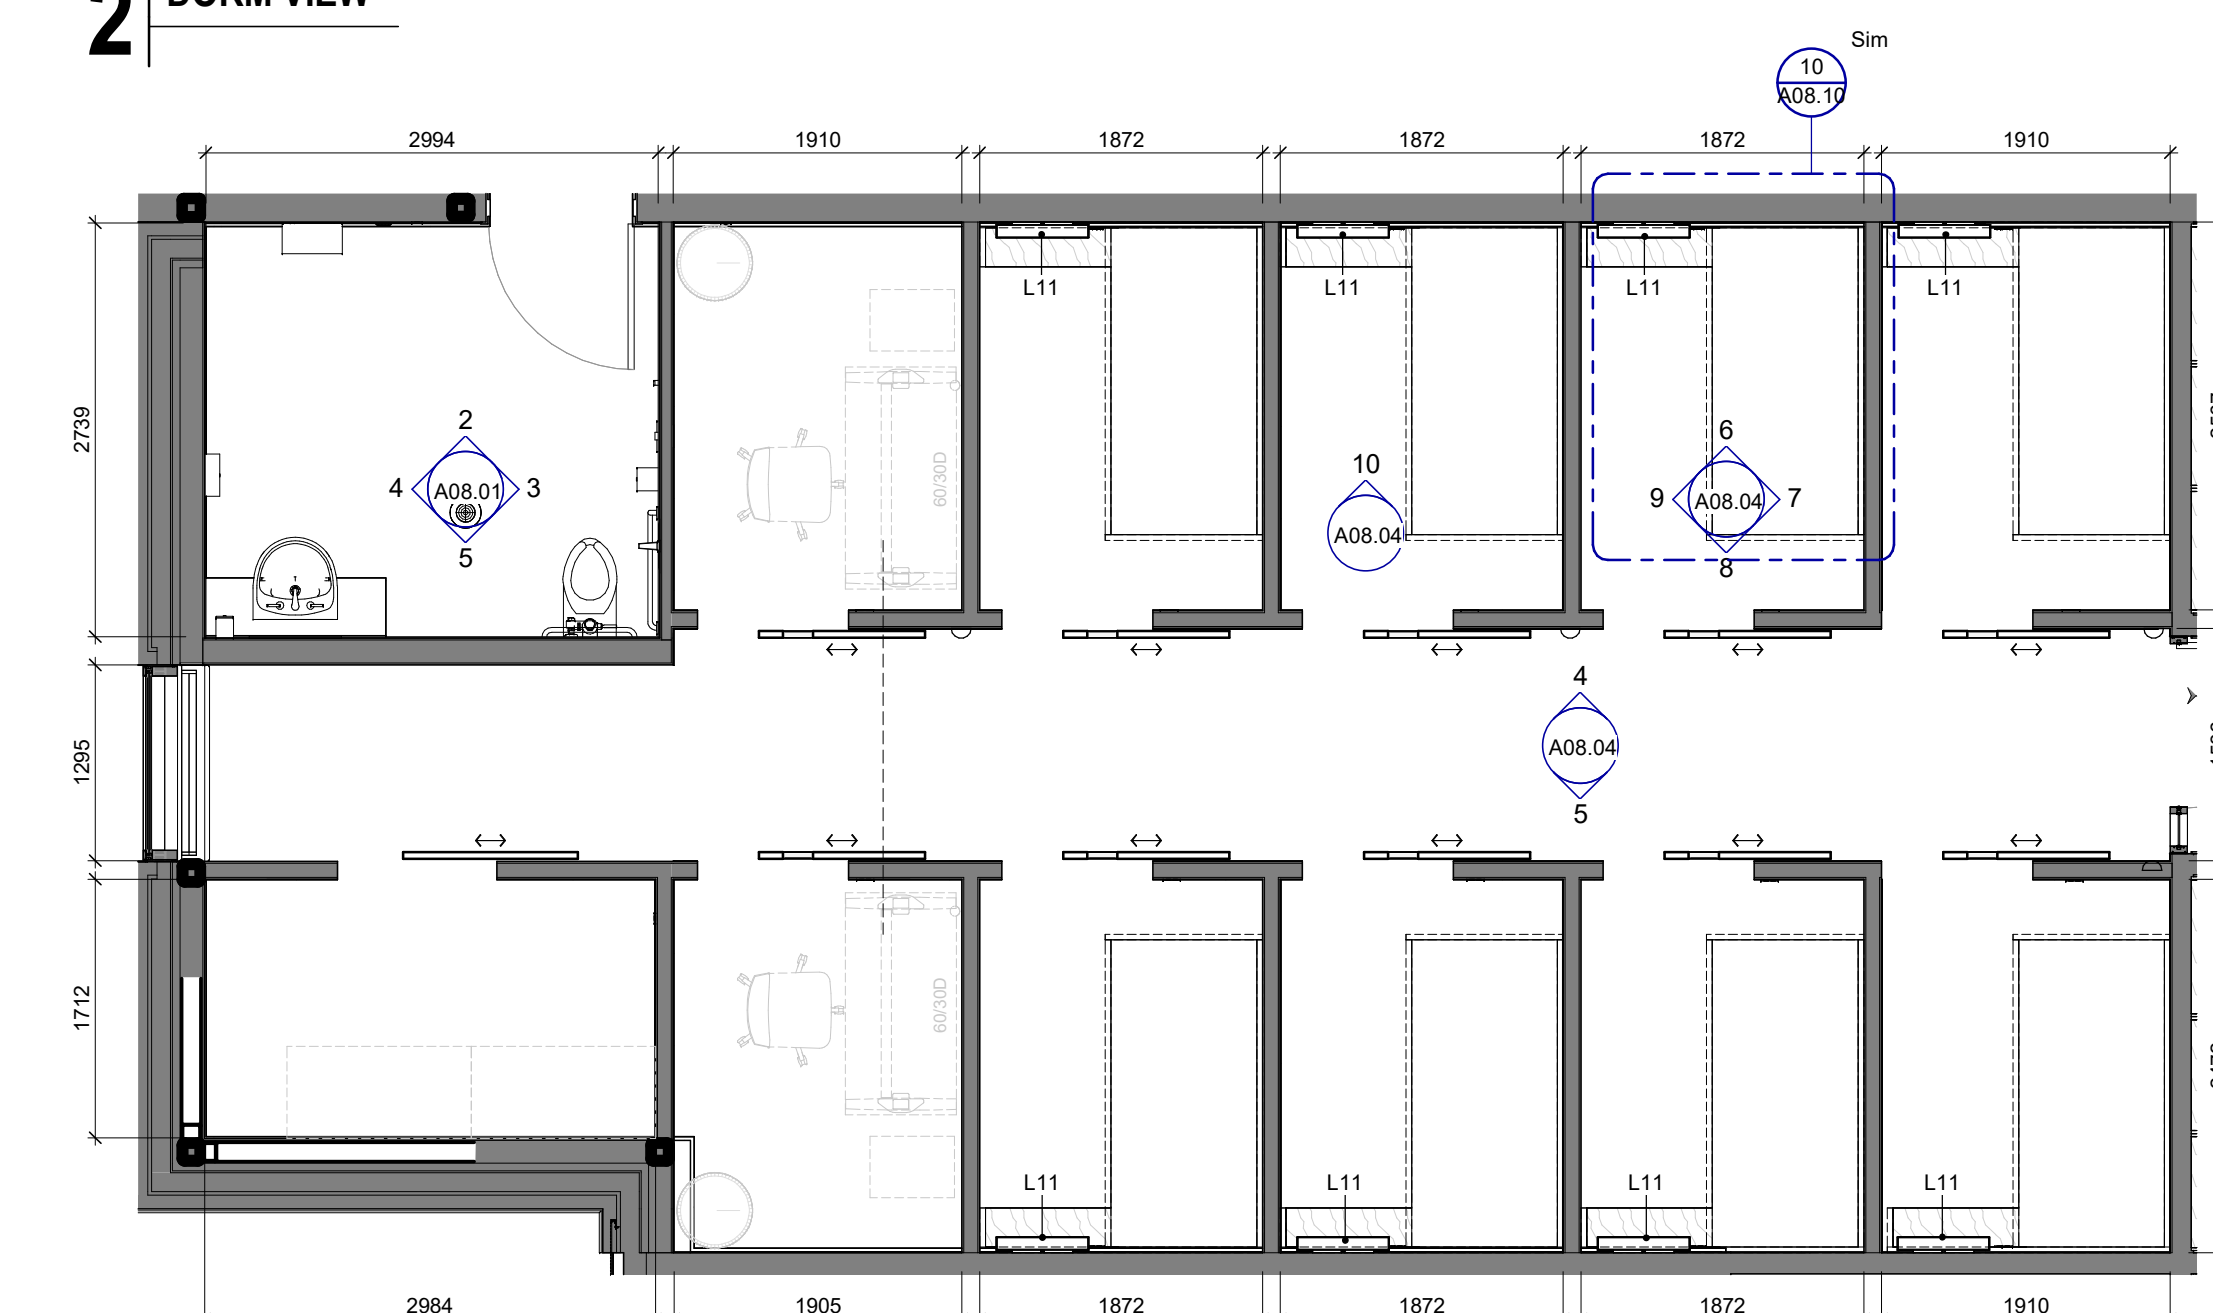 2 DORM VIEW
Sim
10
A08.10
2994 1910 1872 1872 1872 1910
L11 L11 L11 L11
2739
2
4 A08.01 3
5
60/30D
10
A08.04
6
9 A08.04 7
8
1295
4
A08.04
5
1712
60/30D
L11 L11 L11 L11
2984 1905 1872 1872 1872 1910